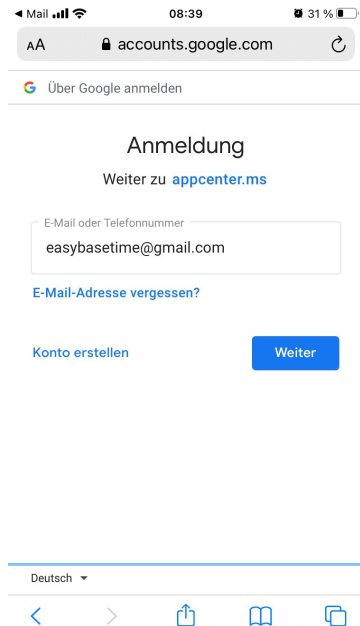 Mail 08:39 31 %
AA accounts.google.com
Über Google anmelden
Anmeldung
Weiter zu appcenter.ms
E-Mail oder Telefonnummer
easybasetime@gmail.com
E-Mail-Adresse vergessen?
Konto erstellen Weiter
Deutsch